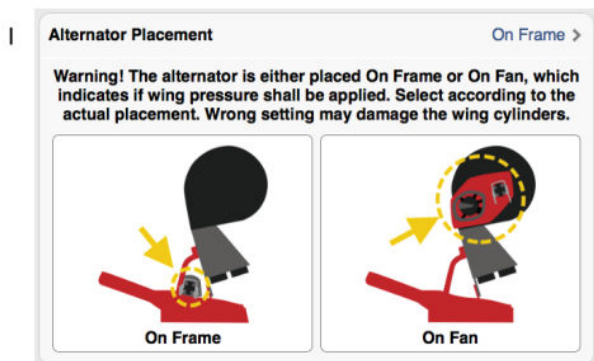 I
Alternator Placement On Frame >
Warning! The alternator is either placed On Frame or On Fan, which
indicates if wing pressure shall be applied. Select according to the
actual placement. Wrong setting may damage the wing cylinders.
On Frame On Fan